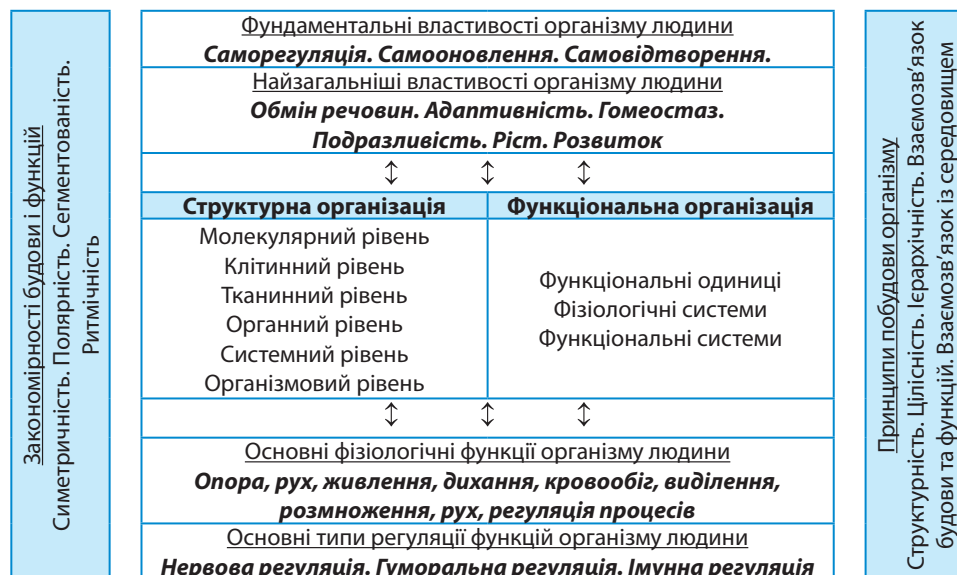 Закономірності будови і функцій
Симетричність. Полярність. Сегментованість.
Ритмічність
Фундаментальні властивості організму людини
Саморегуляція. Самооновлення. Самовідтворення.
Найзагальніші властивості організму людини
Обмін речовин. Адаптивність. Гомеостаз.
Подразливість. Ріст. Розвиток
↕ ↕ ↕
Структурна організація
Молекулярний рівень
Клітинний рівень
Тканинний рівень
Органний рівень
Системний рівень
Організмовий рівень
Функціональна організація
Функціональні одиниці
Фізіологічні системи
Функціональні системи
↕ ↕ ↕
Основні фізіологічні функції організму людини
Опора, рух, живлення, дихання, кровообіг, виділення,
розмноження, рух, регуляція процесів
Основні типи регуляції функцій організму людини
Нервова регуляція. Гуморальна регуляція. Імунна регуляція
Принципи побудови організму
Структурність. Цілісність. Ієрархічність. Взаємозв'язок
будови та функцій. Взаємозв'язок із середовищем